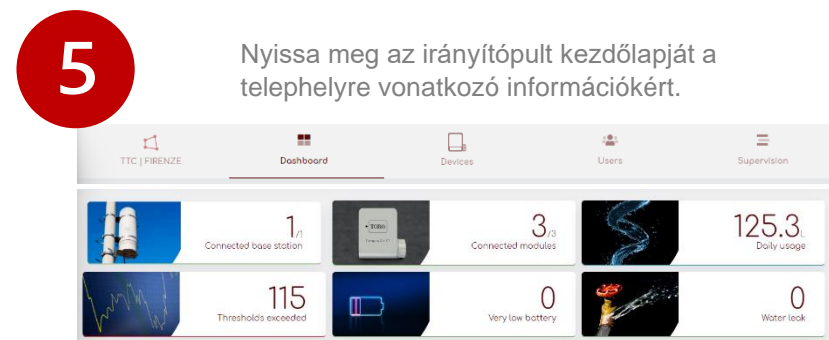 5
Nyissa meg az irányítópult kezdőlapját a
telephelyre vonatkozó információkért.
TTC | FIRENZE
Dashboard
Devices
Users
Supervision
1/1
Connected base station
TORO
3/3
Connected modules
125.3L
Daily usage
115
Thresholds exceeded
0
Very low battery
0
Water leak